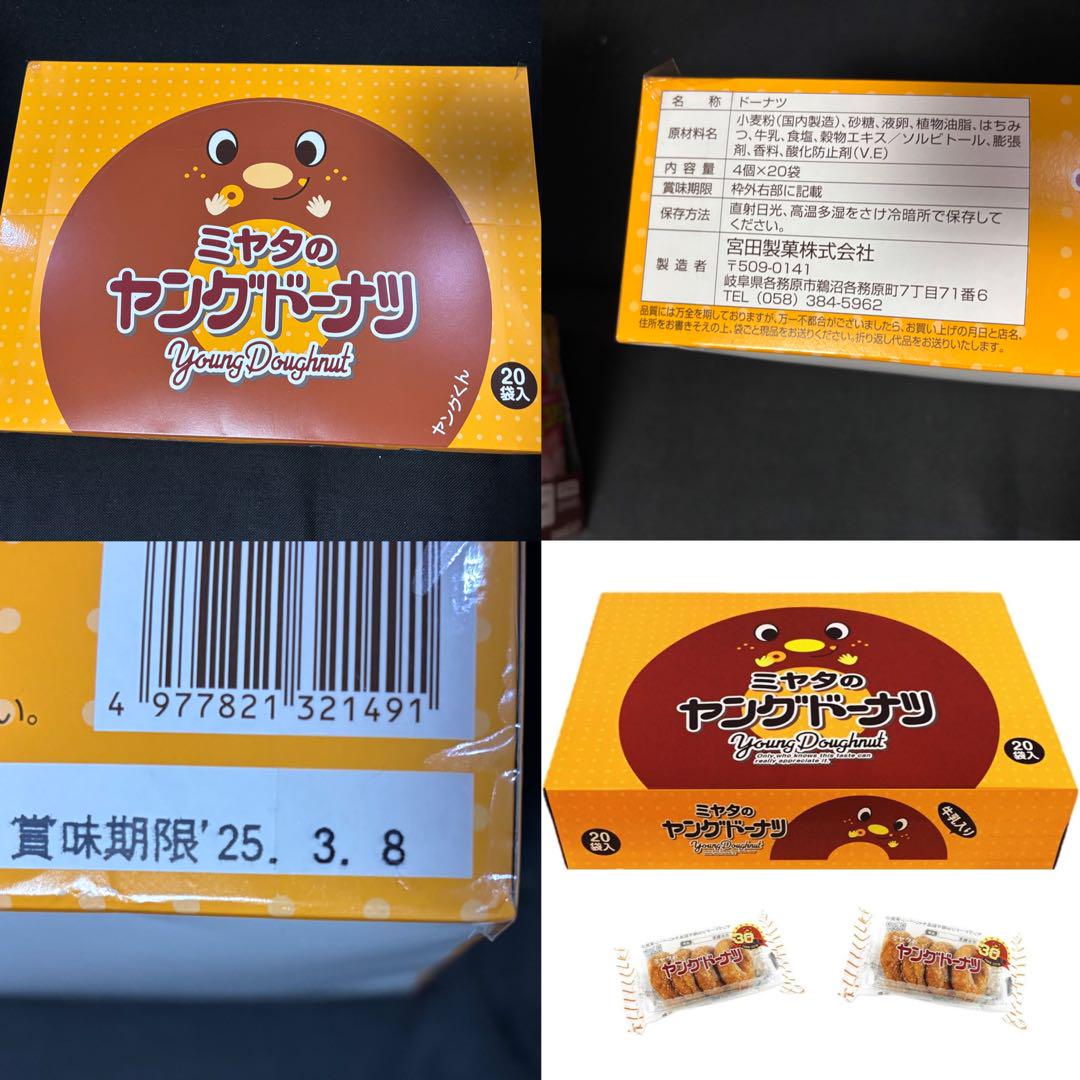 ミヤタの
ヤングドーナツ
Young Doughnut
20
袋入
ヤングくん
名 称 ドーナツ
原材料名 小麦粉(国内製造)、砂糖、液卵、植物油脂、はちみ
つ、牛乳、食塩、穀物エキス/ソルビトール、膨張
剤、香料、酸化防止剤(V.E)
内容量 4個×20袋
賞味期限 枠外右部に記載
保存方法 直射日光、高温多湿をさけ冷暗所で保存して
ください。
製造者 宮田製菓株式会社
〒509-0141
岐阜県各務原市鵜沼各務原町7丁目71番6
TEL (058) 384-5962
品質には万全を期しておりますが、万一不都合がございましたら、お買い上げの月日と店名、
住所をお書きそえの上、袋ごと現品をお送りください。折り返し代品をお送りいたします。
い。
4 977821 321491
賞味期限'25. 3. 8
ミヤタの
ヤングドーナツ
Young Doughnut
Only who knows this taste can
really appreciate it.
20
袋入
20
袋入
ミヤタの
ヤングドーナツ
Young Doughnut
牛乳入り
ヤングドーナツ
ヤングドーナツ